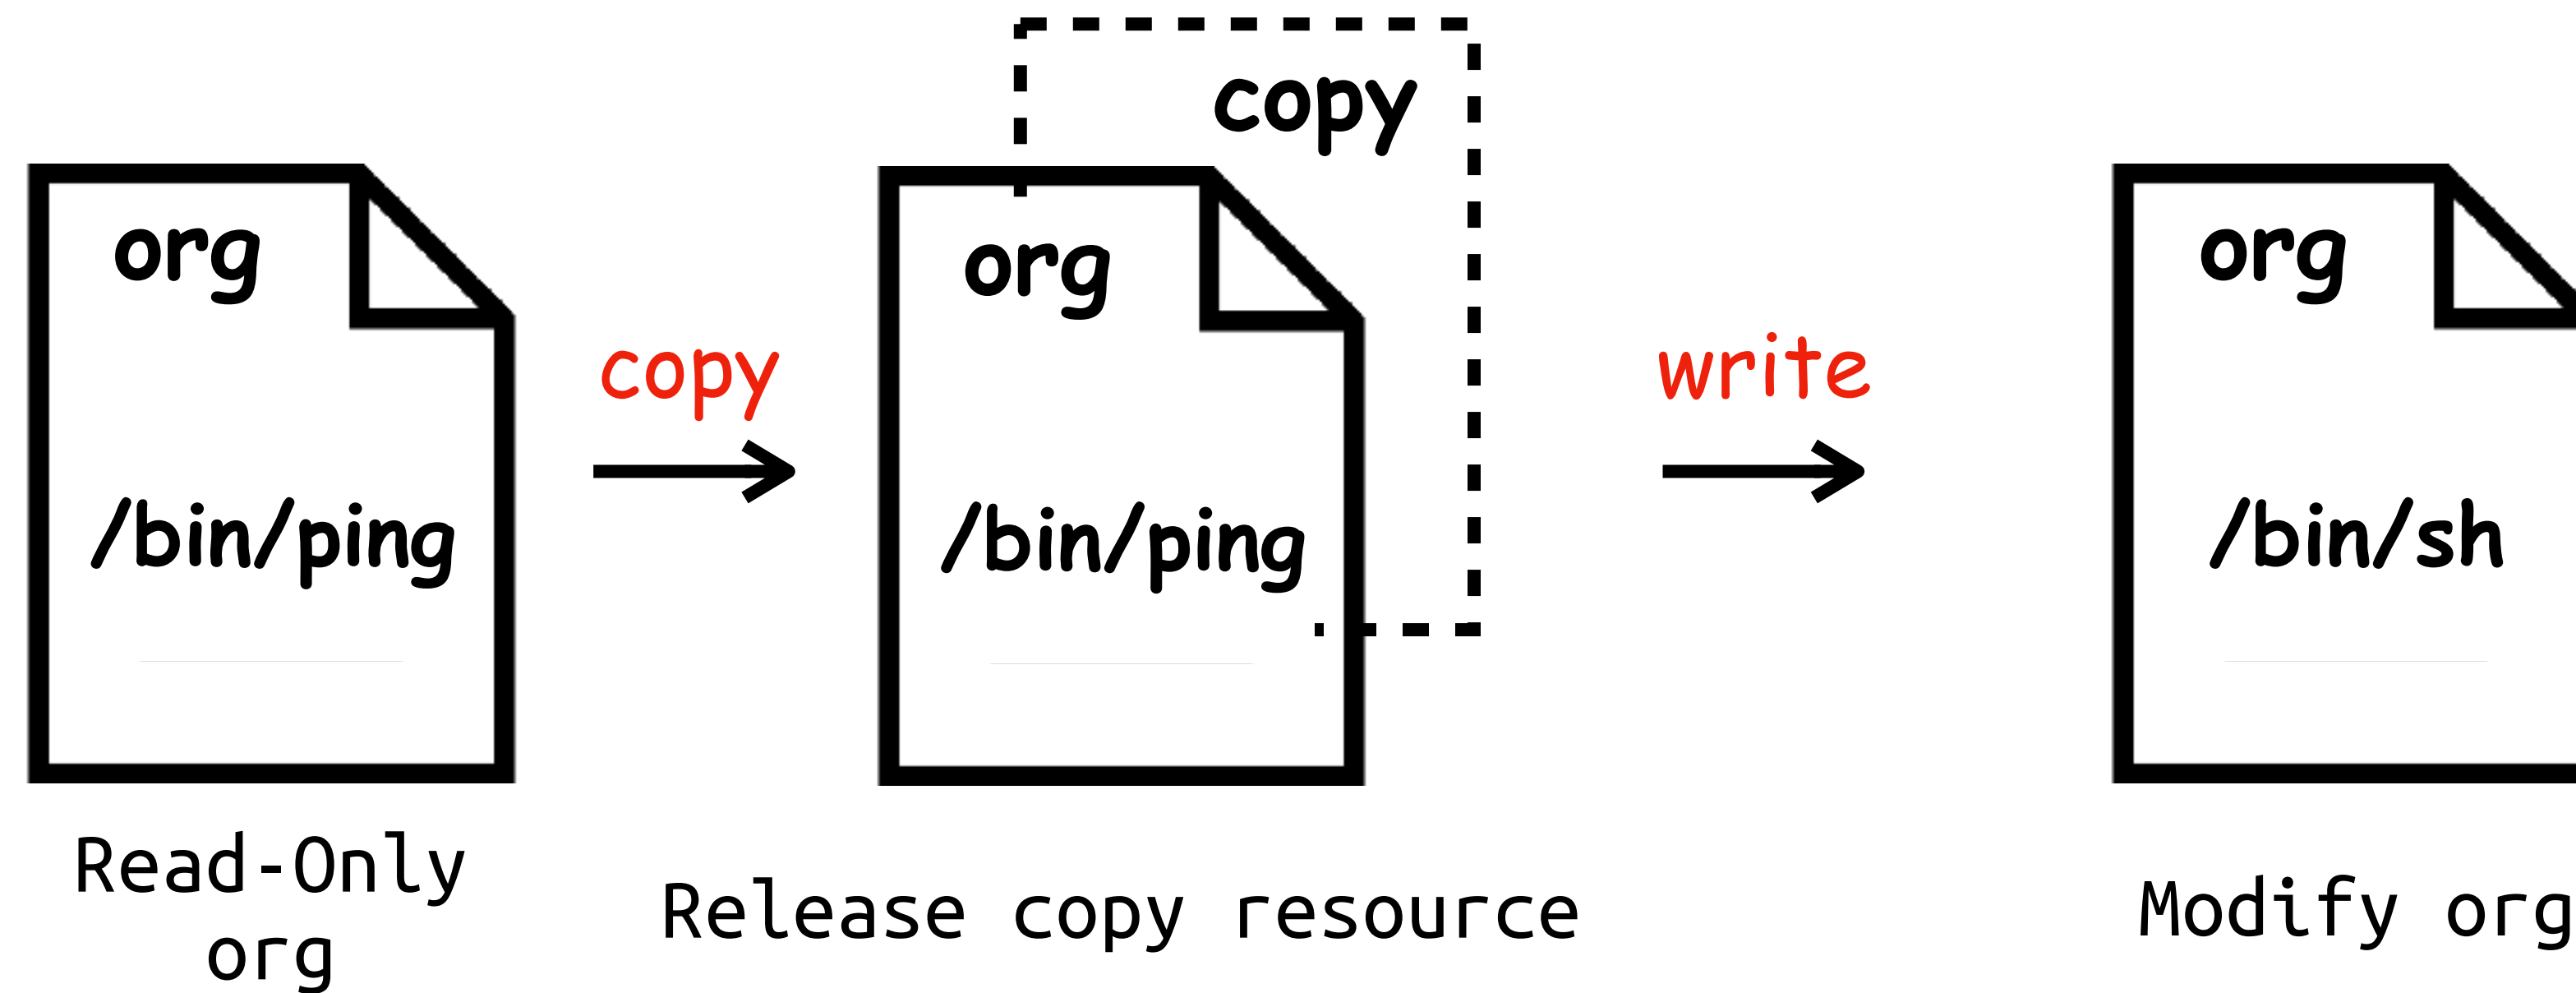 org
/bin/ping
Read-Only
org
copy
copy
org
/bin/ping
Release copy resource
write
org
/bin/sh
Modify org